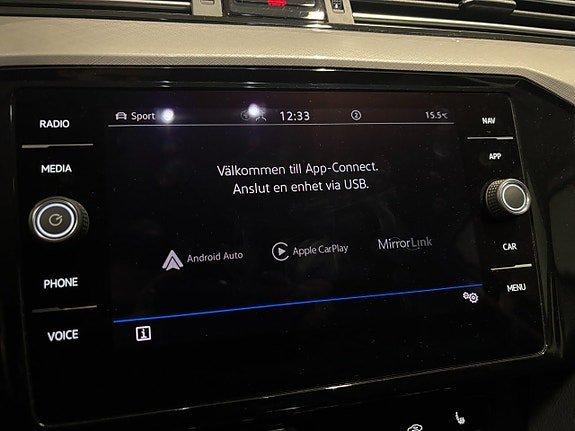 RADIO
MEDIA
PHONE
VOICE
Sport
12:33
2
15.5°C
Välkommen till App-Connect.
Anslut en enhet via USB.
Android Auto
Apple CarPlay
MirrorLink
i
NAV
APP
CAR
MENU